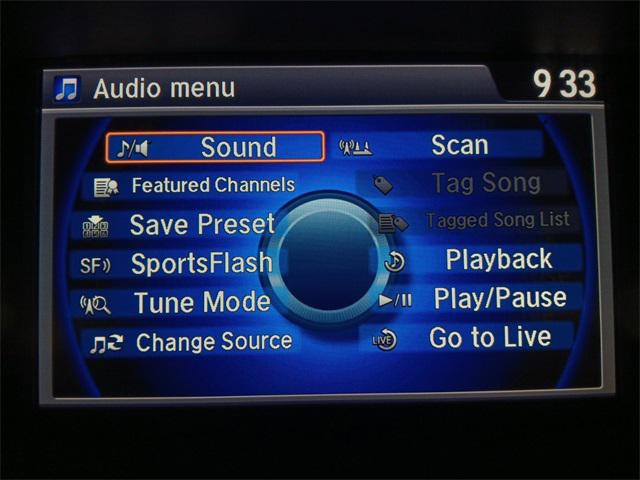 Audio menu
9 33
Sound
Scan
Featured Channels
Tag Song
Save Preset
Tagged Song List
SF SportsFlash
Playback
Tune Mode
Play/Pause
Change Source
LIVE Go to Live